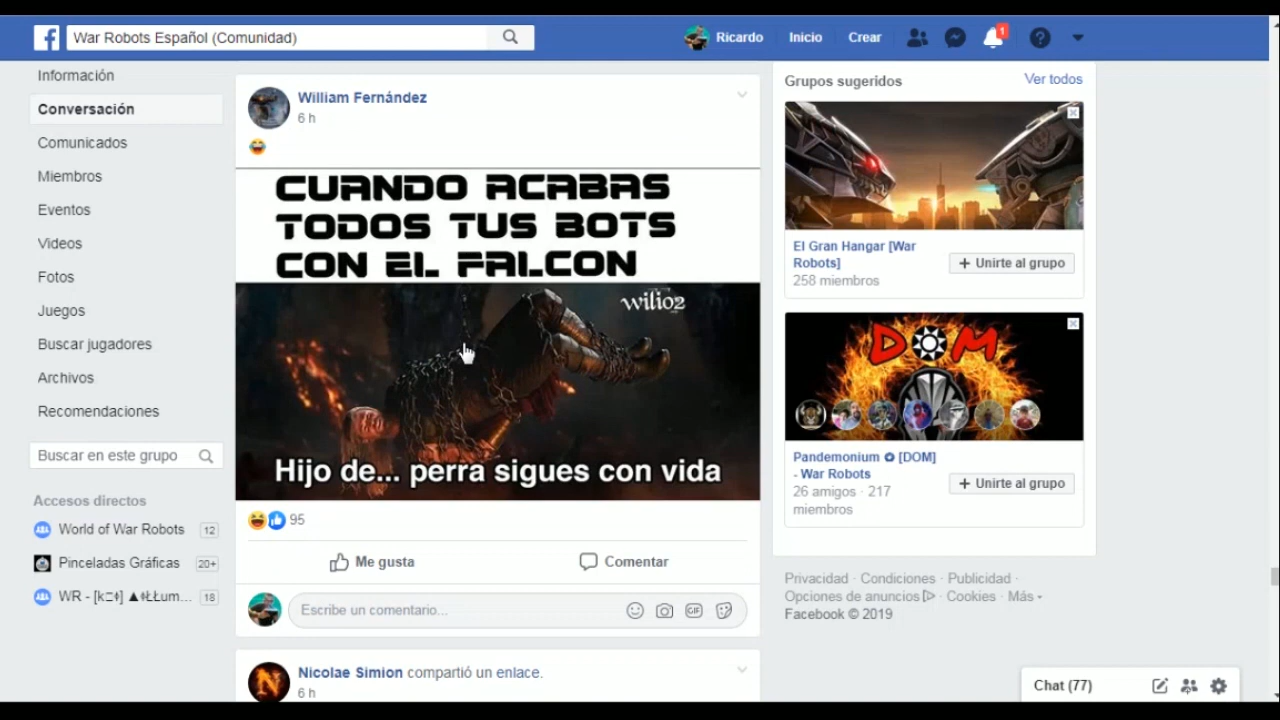 War Robots Español (Comunidad)
Ricardo
Inicio
Crear
1
Información
Conversación
Comunicados
Miembros
Eventos
Videos
Fotos
Juegos
Buscar jugadores
Archivos
Recomendaciones
Buscar en este grupo
Accesos directos
World of War Robots 12
Pinceladas Gráficas 20+
18
William Fernández
6 h
CUANDO ACABAS
TODOS TUS BOTS
CON EL FALCON
wilio2
Hijo de... perra sigues con vida
95
Me gusta
Comentar
Escribe un comentario...
GIF
Nicolae Simion compartió un enlace.
6 h
Grupos sugeridos
Ver todos
El Gran Hangar [War
Robots]
258 miembros
+ Unirte al grupo
DOM
Pandemonium ✪ [DOM]
- War Robots
26 amigos · 217
miembros
+ Unirte al grupo
Privacidad · Condiciones · Publicidad ·
Opciones de anuncios · Cookies · Más
Facebook © 2019
Chat (77)